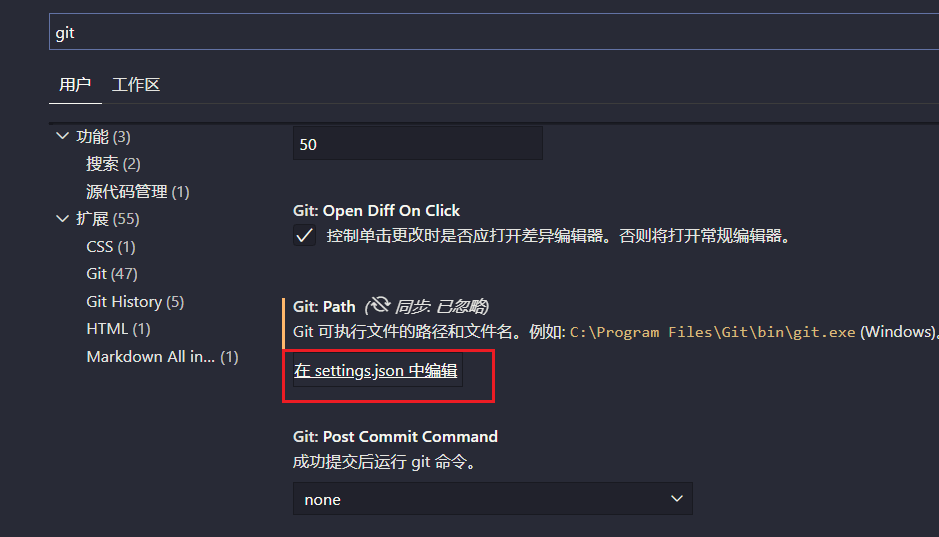 git
用户 工作区
功能 (3)
搜索 (2)
源代码管理 (1)
扩展 (55)
CSS (1)
Git (47)
Git History (5)
HTML (1)
Markdown All in... (1)
50
Git: Open Diff On Click
控制单击更改时是否应打开差异编辑器。否则将打开常规编辑器。
Git: Path (同步: 已忽略)
Git 可执行文件的路径和文件名。例如: C:\Program Files\Git\bin\git.exe (Windows)。
在 settings.json 中编辑
Git: Post Commit Command
成功提交后运行 git 命令。
none